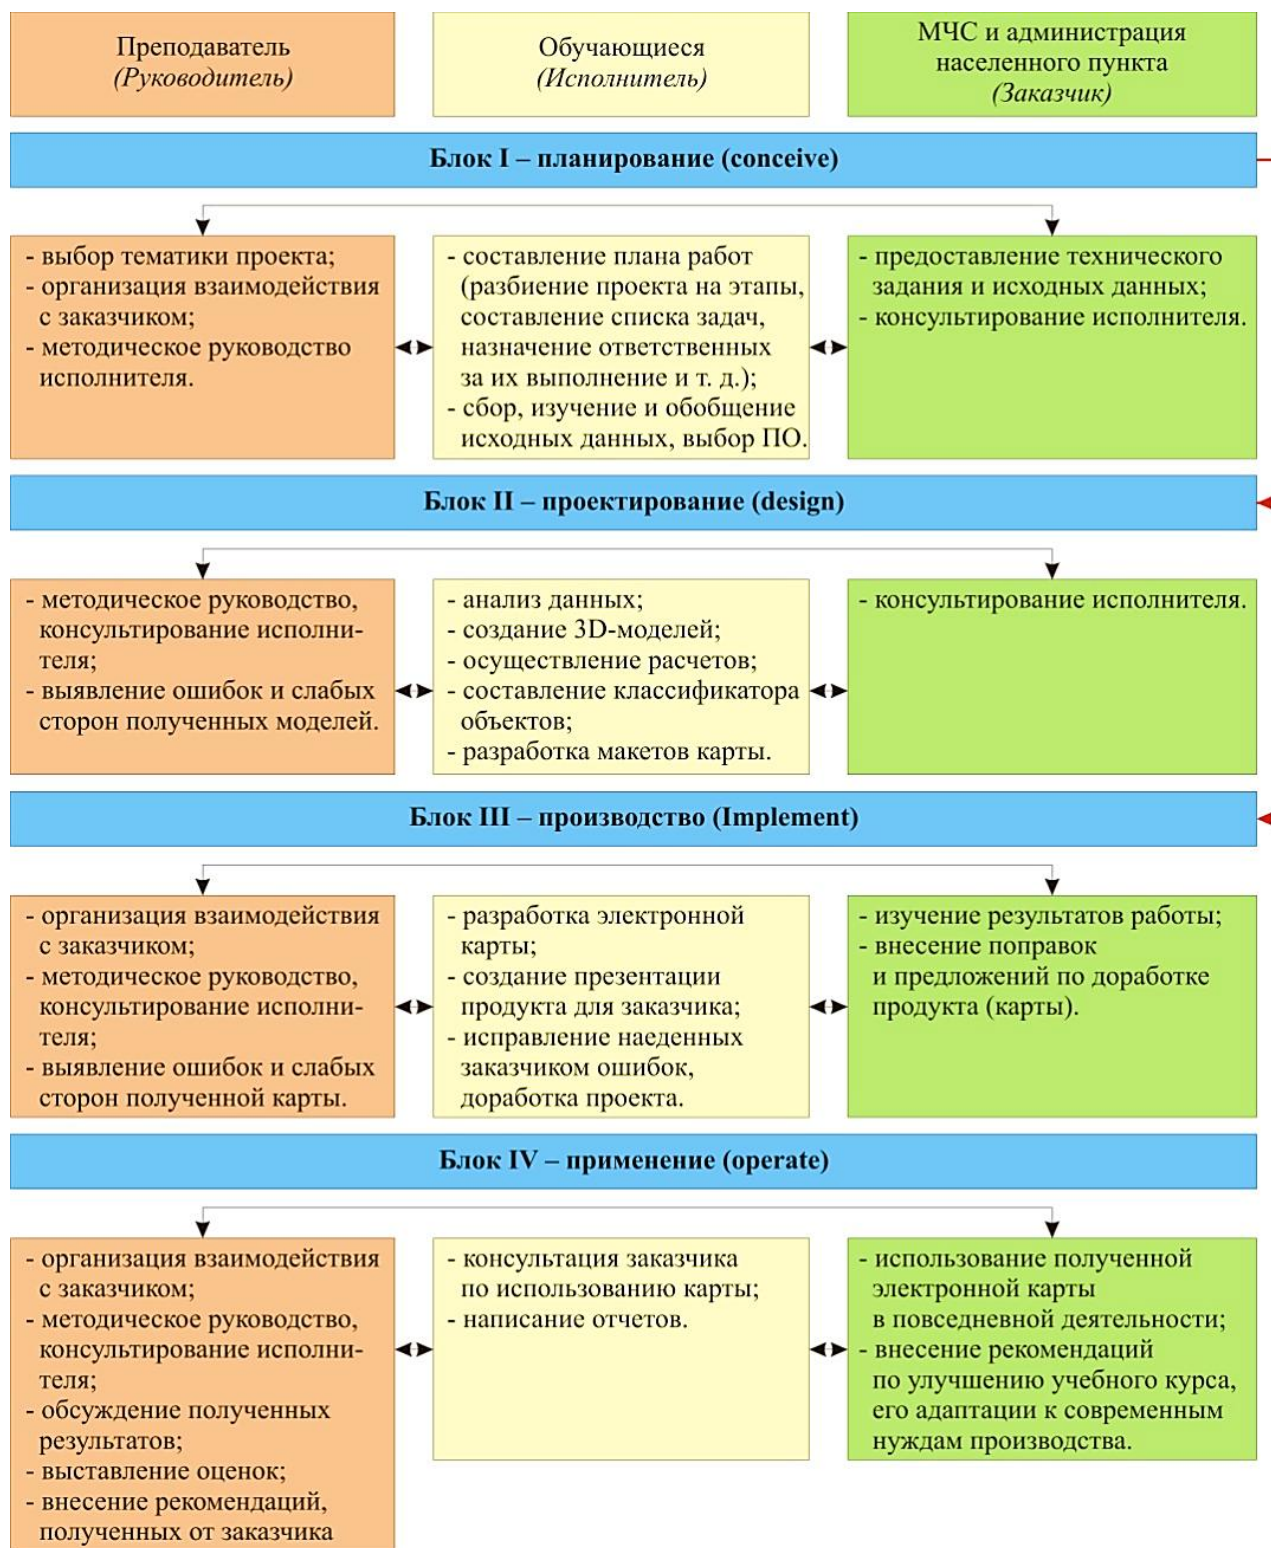 Преподаватель
(Руководитель)
Обучающиеся
(Исполнитель)
МЧС и администрация
населенного пункта
(Заказчик)
Блок I – планирование (conceive)
- выбор тематики проекта;
- организация взаимодействия
с заказчиком;
- методическое руководство
исполнителя.
- составление плана работ
(разбиение проекта на этапы,
составление списка задач,
назначение ответственных
за их выполнение и т. д.);
- сбор, изучение и обобщение
исходных данных, выбор ПО.
- предоставление технического
задания и исходных данных;
- консультирование исполнителя.
Блок II – проектирование (design)
- методическое руководство,
консультирование исполни-
теля;
- выявление ошибок и слабых
сторон полученных моделей.
- анализ данных;
- создание 3D-моделей;
- осуществление расчетов;
- составление классификатора
объектов;
- разработка макетов карты.
- консультирование исполнителя.
Блок III – производство (Implement)
- организация взаимодействия
с заказчиком;
- методическое руководство,
консультирование исполни-
теля;
- выявление ошибок и слабых
сторон полученной карты.
- разработка электронной
карты;
- создание презентации
продукта для заказчика;
- исправление наеденных
заказчиком ошибок,
доработка проекта.
- изучение результатов работы;
- внесение поправок
и предложений по доработке
продукта (карты).
Блок IV – применение (operate)
- организация взаимодействия
с заказчиком;
- методическое руководство,
консультирование исполни-
теля;
- обсуждение полученных
результатов;
- выставление оценок;
- внесение рекомендаций,
полученных от заказчика
- консультация заказчика
по использованию карты;
- написание отчетов.
- использование полученной
электронной карты
в повседневной деятельности;
- внесение рекомендаций
по улучшению учебного курса,
его адаптации к современным
нуждам производства.